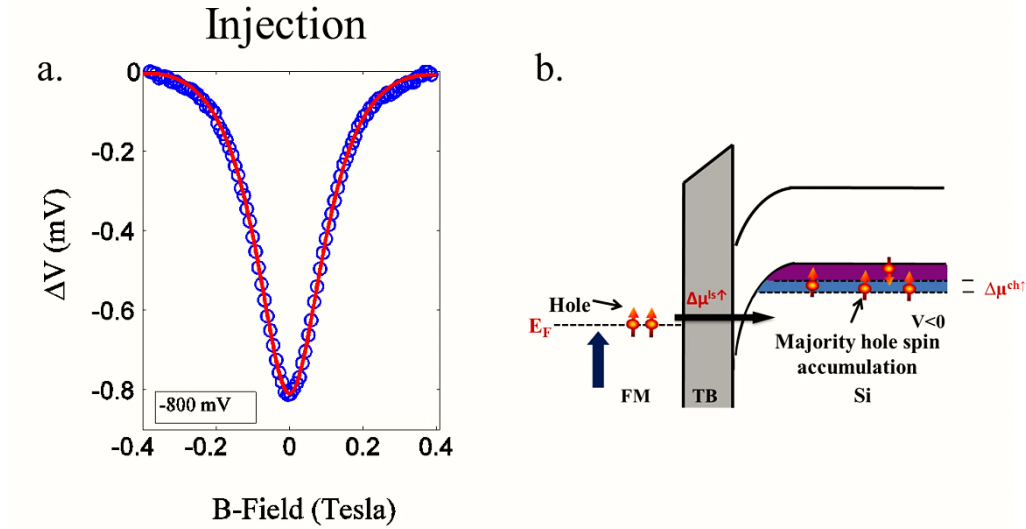 Injection
a.
0
-0.2
-0.4
-0.6
-0.8
ΔV (mV)
-800 mV
-0.4
-0.2
0
0.2
0.4
B-Field (Tesla)
b.
Hole
E_F
Δμ^ls↑
Δμ^ch↑
V<0
Majority hole spin
accumulation
FM
TB
Si